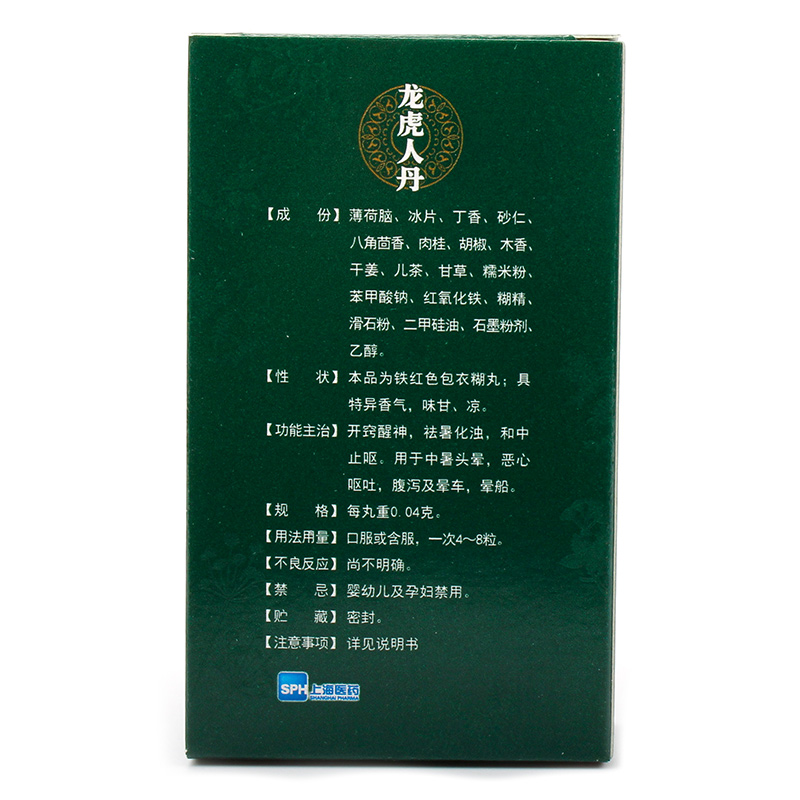 龙虎人丹
【成 份】薄荷脑、冰片、丁香、砂仁、
八角茴香、肉桂、胡椒、木香、
干姜、儿茶、甘草、糯米粉、
苯甲酸钠、红氧化铁、糊精、
滑石粉、二甲硅油、石墨粉剂、
乙醇。
【性 状】本品为铁红色包衣糊丸；具
特异香气，味甘、凉。
【功能主治】开窍醒神，祛暑化浊，和中
止呕。用于中暑头晕，恶心
呕吐，腹泻及晕车，晕船。
【规 格】每丸重0.04克。
【用法用量】口服或含服，一次4～8粒。
【不良反应】尚不明确。
【禁 忌】婴幼儿及孕妇禁用。
【贮 藏】密封。
【注意事项】详见说明书
SPH 上海医药
SHANGHAI PHARMA